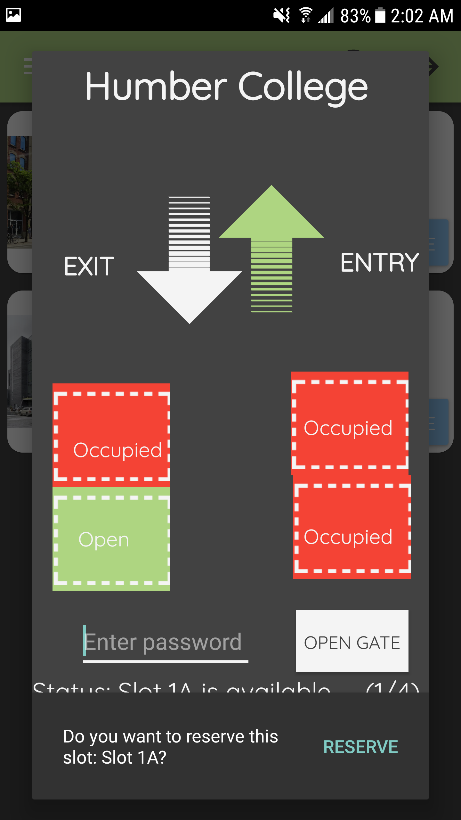 83% 2:02 AM
Humber College
EXIT
ENTRY
Occupied
Occupied
Open
Occupied
Enter password
OPEN GATE
Status: Slot 1A is available (1/4)
Do you want to reserve this
slot: Slot 1A?
RESERVE